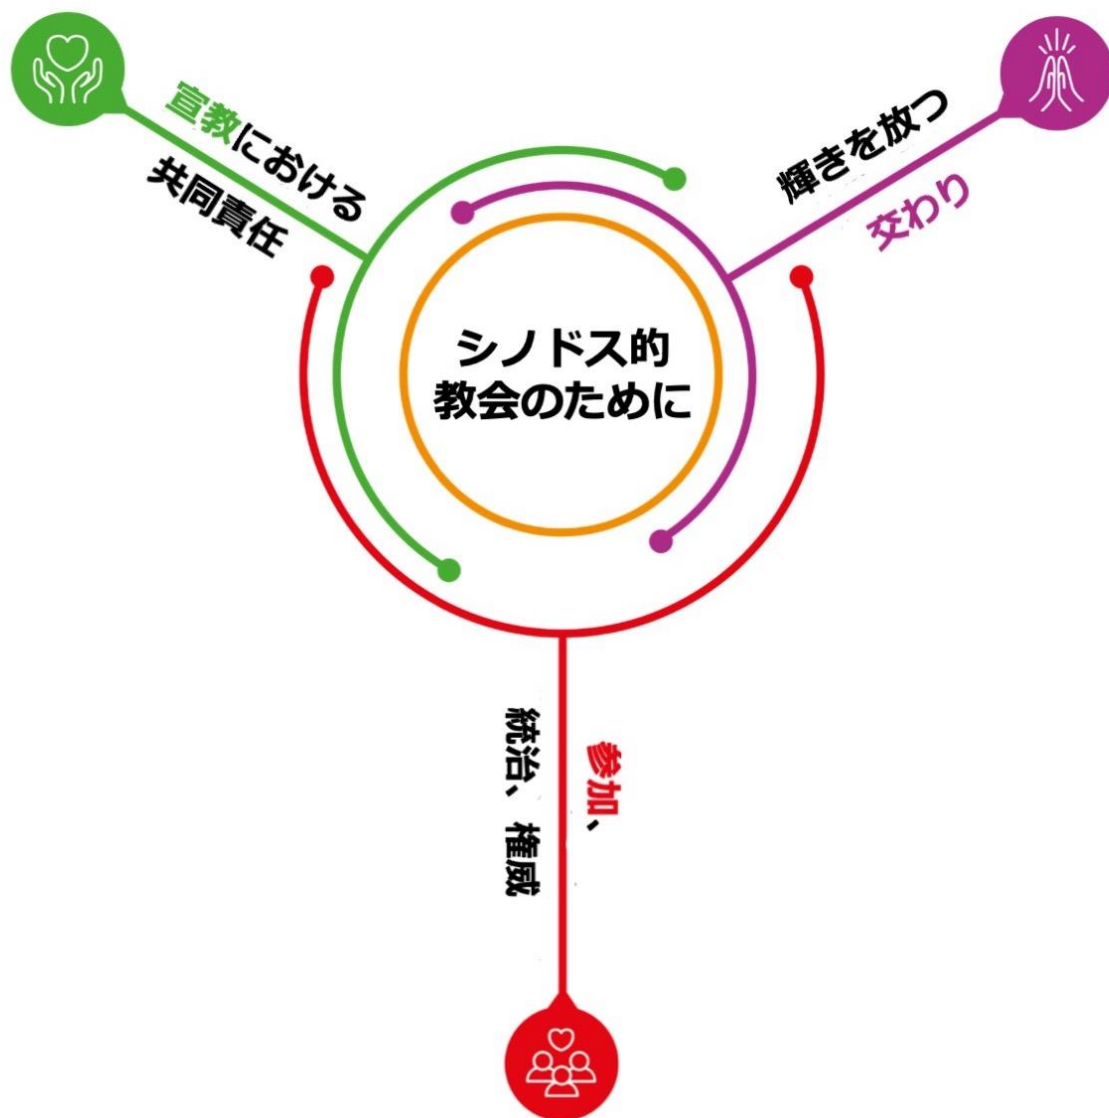 宣教における
共同責任
輝きを放つ
交わり
シノドス的
教会のために
参加、
統治、権威